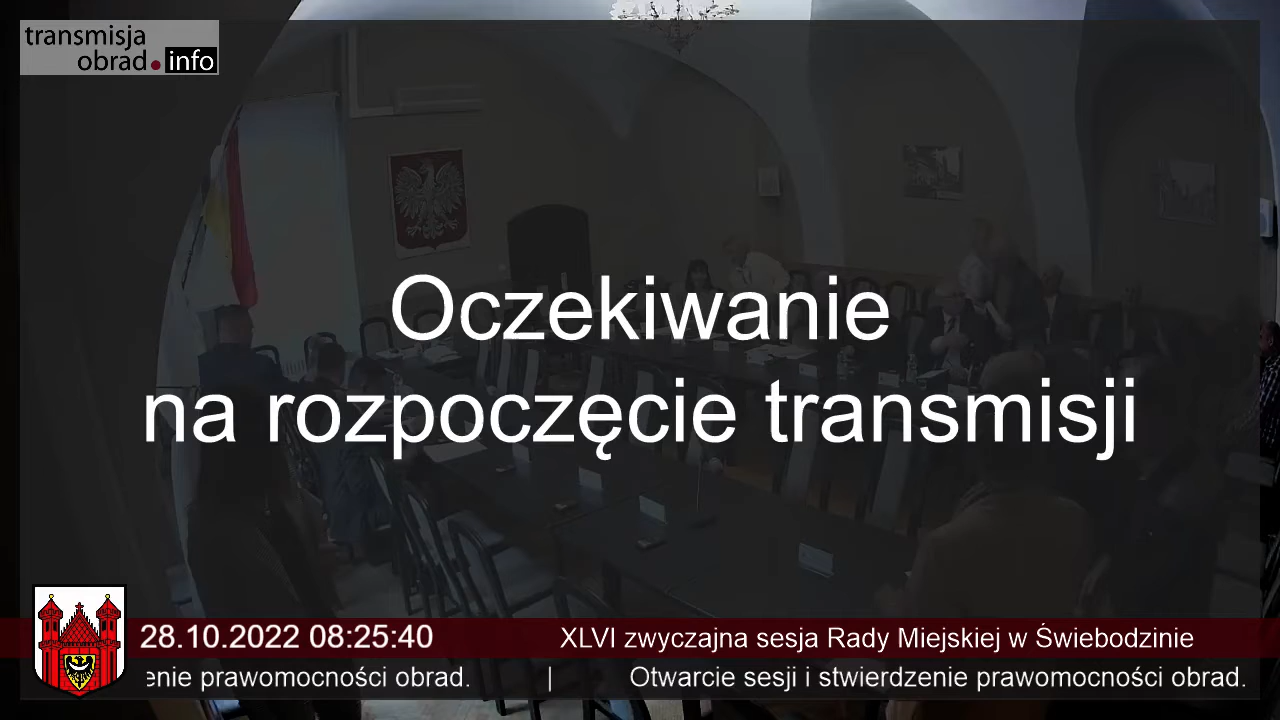 transmisja
obrad.info
Oczekiwanie
na rozpoczęcie transmisji
28.10.2022 08:25:40
XLVI zwyczajna sesja Rady Miejskiej w Świebodzinie
enie prawomocności obrad. | Otwarcie sesji i stwierdzenie prawomocności obrad.